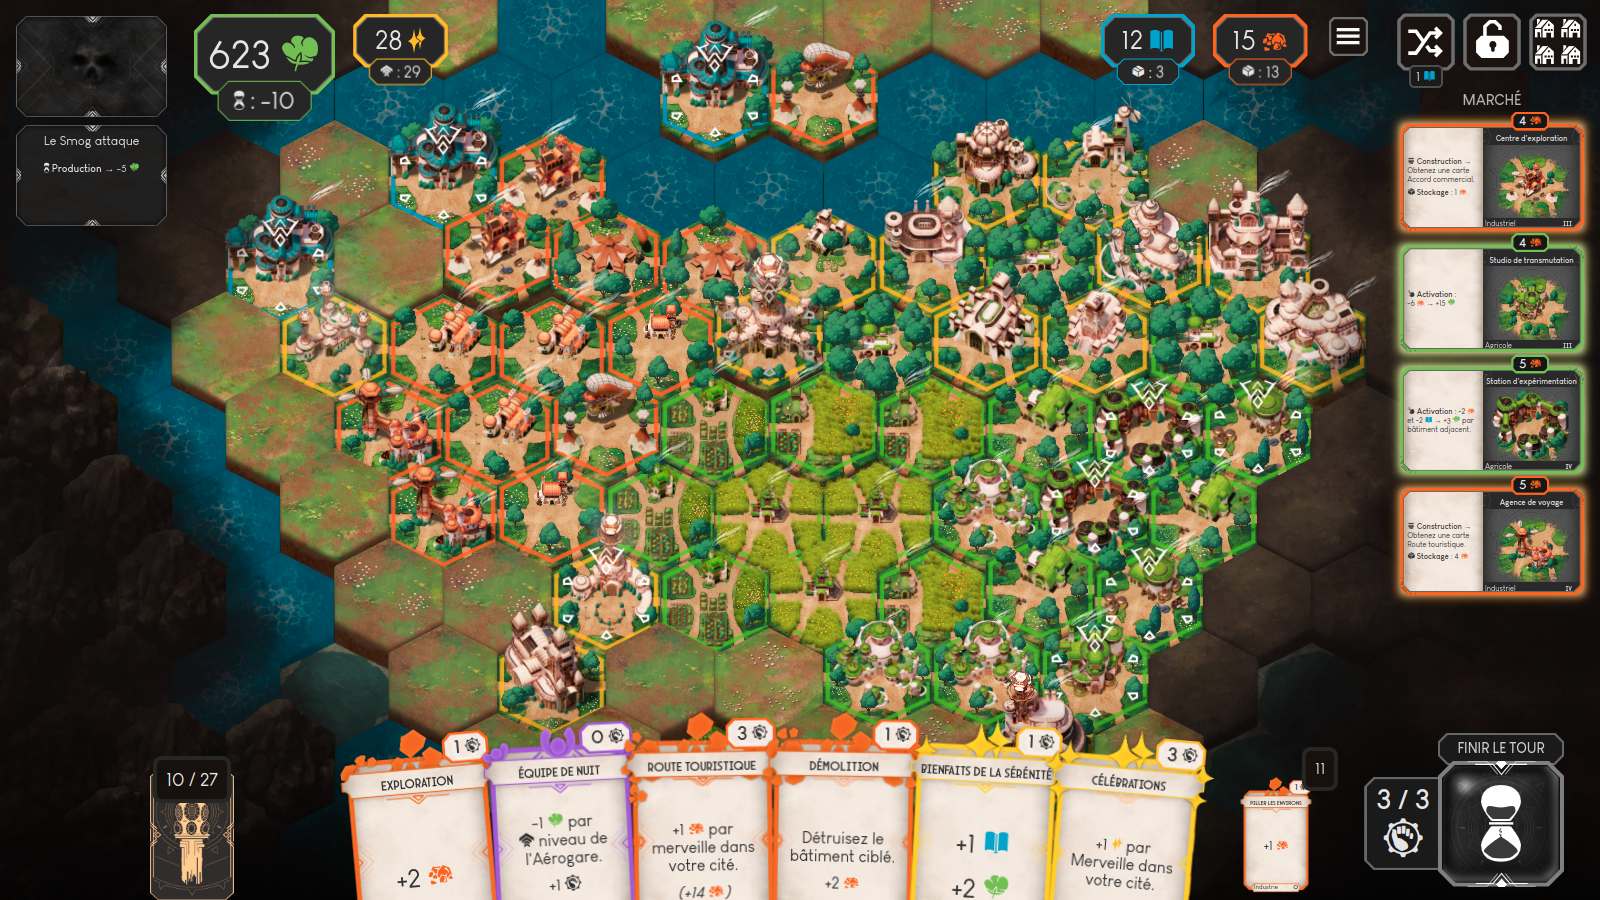 Le Smog attaque
Production → -5
623
: -10
28
: 29
12
: 3
15
: 13
1
MARCHÉ
4
Centre d'exploration
Construction →
Obtenez une carte
Accord commercial.
Stockage : 1
Industriel
III
4
Studio de transmutation
Activation :
-6 → +15
Agricole
III
5
Station d'expérimentation
Activation : -2
et -2 → +3 par
bâtiment adjacent.
Agricole
IV
5
Agence de voyage
Construction →
Obtenez une carte
Route touristique.
Stockage : 4
Industriel
IV
10 / 27
1
EXPLORATION
+2
0
ÉQUIPE DE NUIT
-1 par
niveau de
l'Aérogare.
+1
3
ROUTE TOURISTIQUE
+1 par
merveille dans
votre cité.
(+14 )
1
DÉMOLITION
Détruisez le
bâtiment ciblé.
+2
1
BIENFAITS DE LA SÉRÉNITÉ
+1
+2
3
CÉLÉBRATIONS
+1 par
Merveille dans
votre cité.
11
1
PILLER LES ENVIRONS
+1
Industrie
0
FINIR LE TOUR
3 / 3